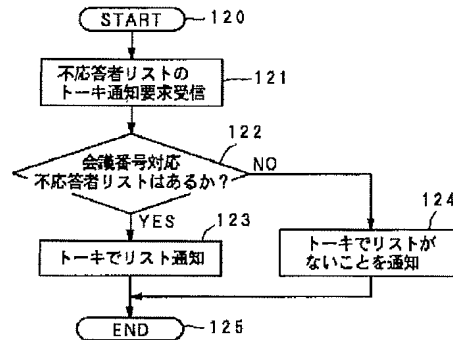 START
120
不応答者リストの
トーキ通知要求受信
121
122
会議番号対応
不応答者リストはあるか?
NO
YES
123
124
トーキでリスト通知
トーキでリストが
ないことを通知
END
125